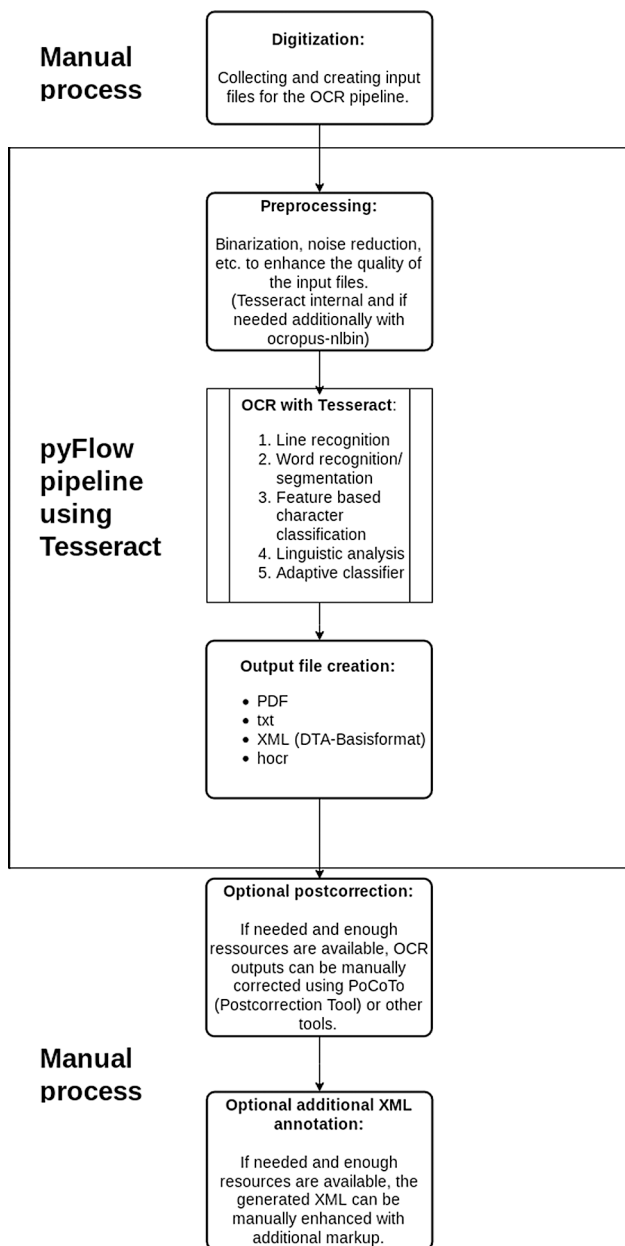 Manual
process
Digitization:
Collecting and creating input
files for the OCR pipeline.
pyFlow
pipeline
using
Tesseract
Preprocessing:
Binarization, noise reduction,
etc. to enhance the quality of
the input files.
(Tesseract internal and if
needed additionally with
ocropus-nlbin)
OCR with Tesseract:
1. Line recognition
2. Word recognition/
segmentation
3. Feature based
character
classification
4. Linguistic analysis
5. Adaptive classifier
Output file creation:
• PDF
• txt
• XML (DTA-Basisformat)
• hocr
Manual
process
Optional postcorrection:
If needed and enough
ressources are available, OCR
outputs can be manually
corrected using PoCoTo
(Postcorrection Tool) or other
tools.
Optional additional XML
annotation:
If needed and enough
resources are available, the
generated XML can be
manually enhanced with
additional markup.